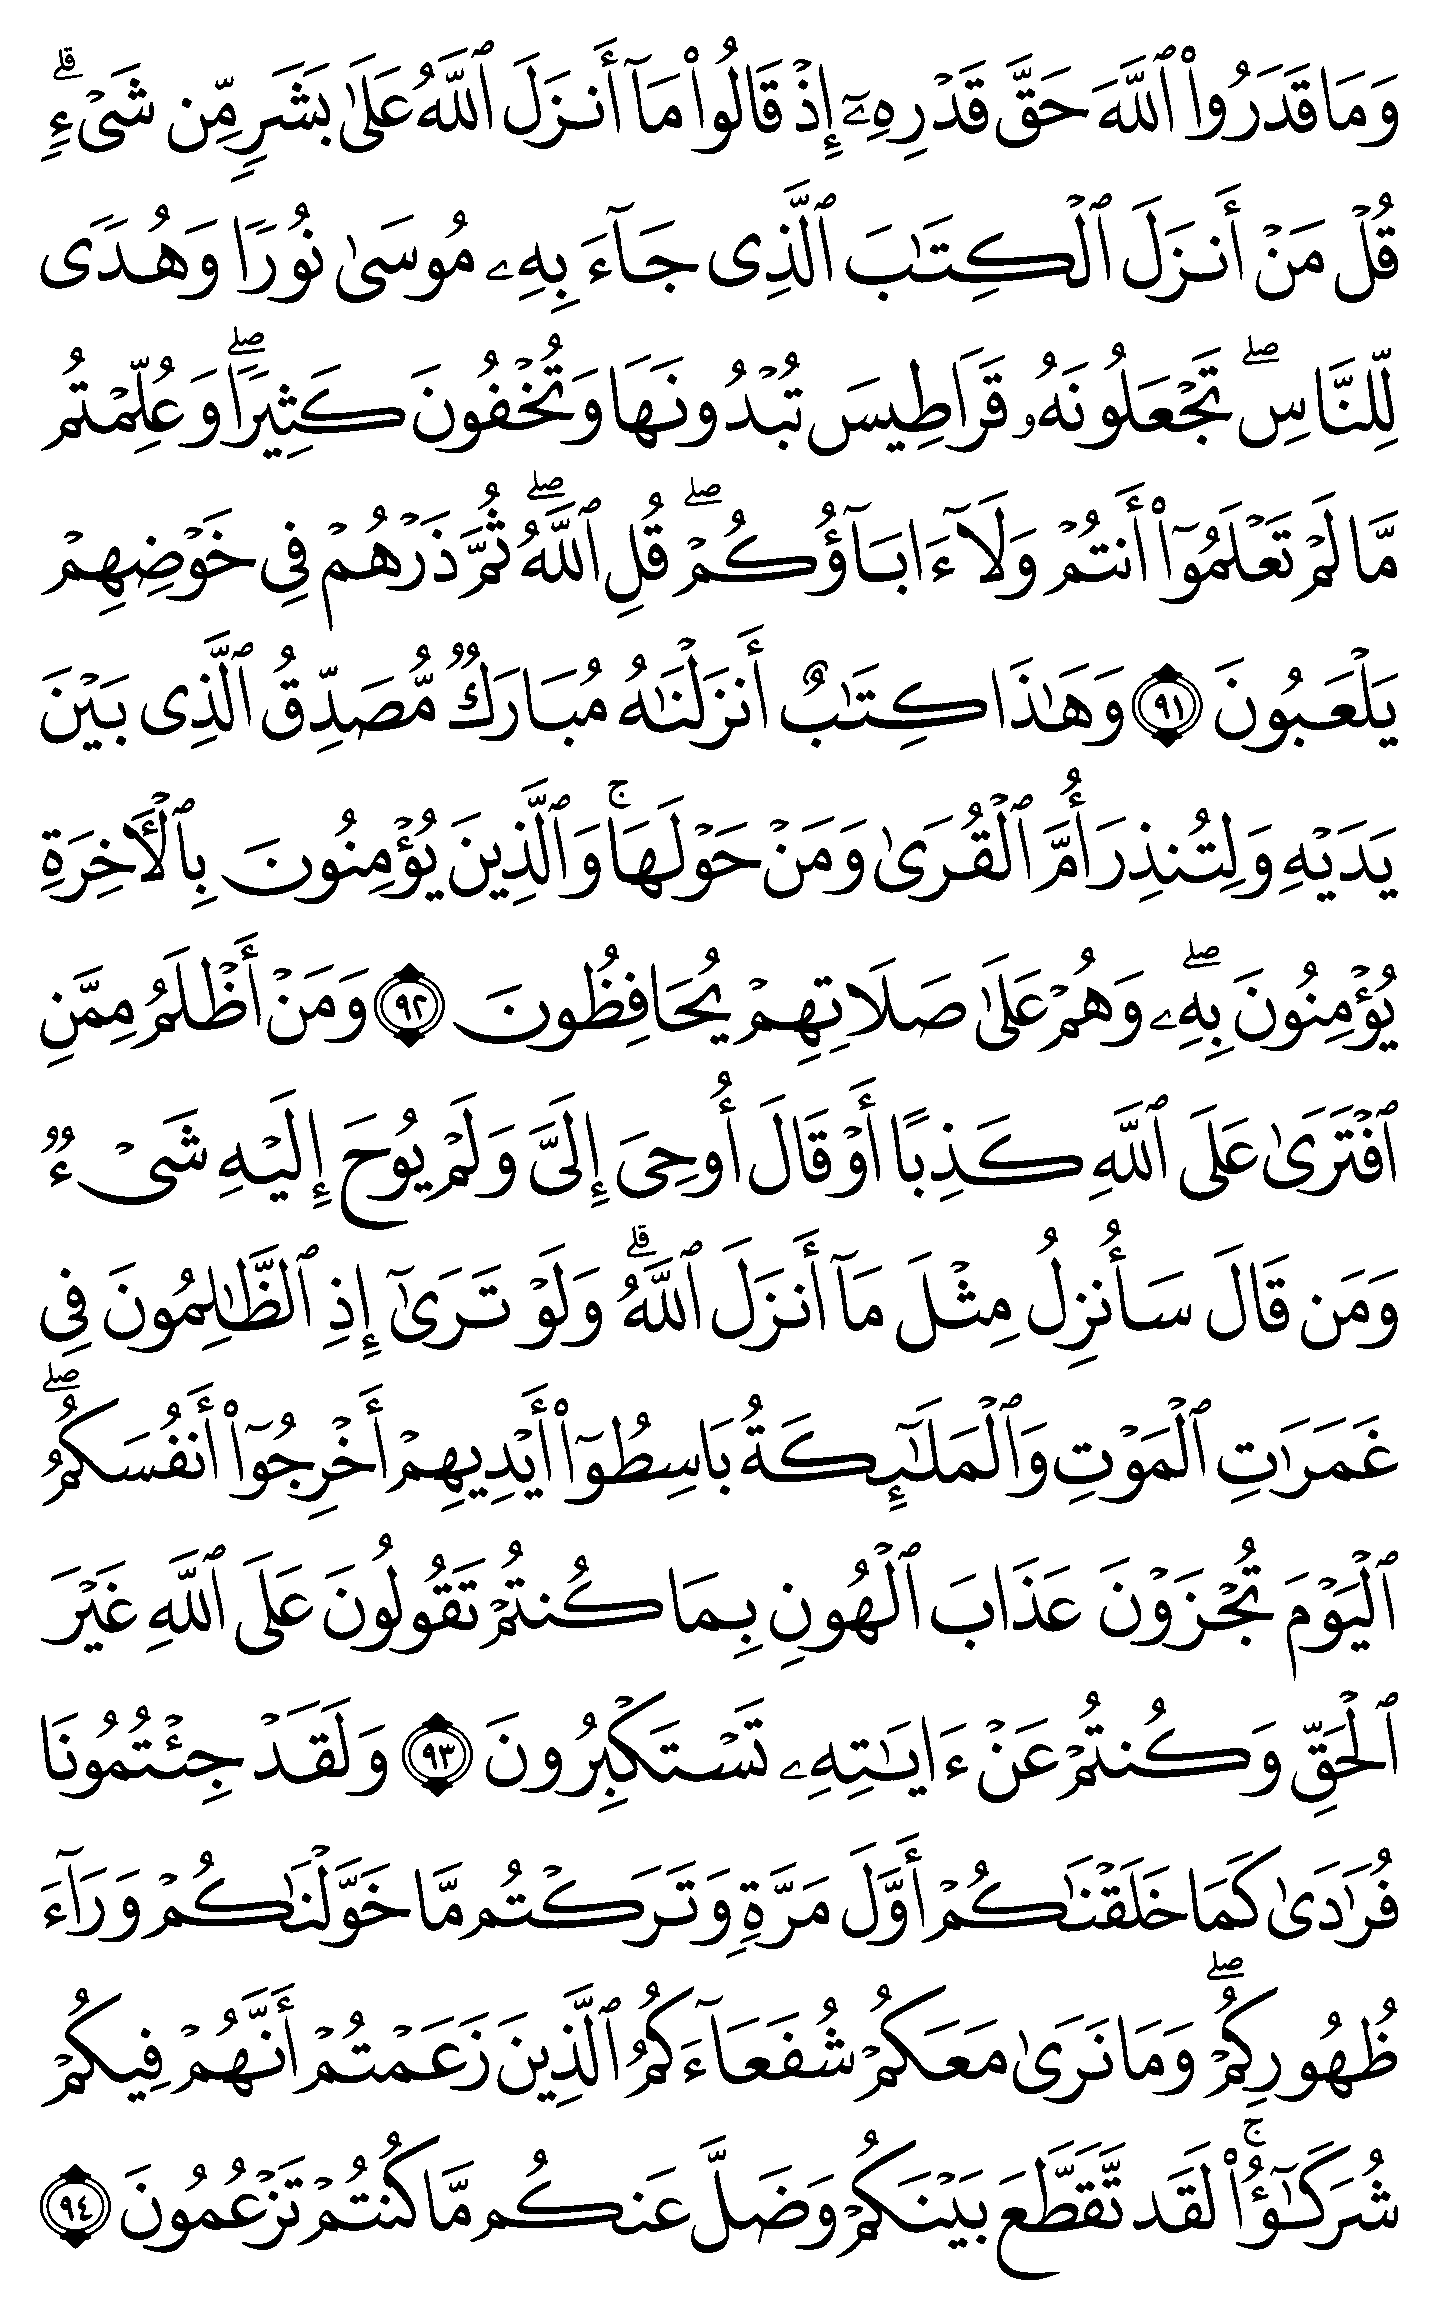 وَمَا قَدَرُوا۟ ٱللَّهَ حَقَّ قَدْرِهِۦٓ إِذْ قَالُوا۟ مَآ أَنزَلَ ٱللَّهُ عَلَىٰ بَشَرٍ مِّن شَىْءٍ ۗ
قُلْ مَنْ أَنزَلَ ٱلْكِتَـٰبَ ٱلَّذِى جَآءَ بِهِۦ مُوسَىٰ نُورًا وَهُدًى
لِّلنَّاسِ ۖ تَجْعَلُونَهُۥ قَرَاطِيسَ تُبْدُونَهَا وَتُخْفُونَ كَثِيرًا ۖ وَعُلِّمْتُم
مَّا لَمْ تَعْلَمُوٓا۟ أَنتُمْ وَلَآ ءَابَآؤُكُمْ ۖ قُلِ ٱللَّهُ ۖ ثُمَّ ذَرْهُمْ فِى خَوْضِهِمْ
يَلْعَبُونَ ٩١ وَهَـٰذَا كِتَـٰبٌ أَنزَلْنَـٰهُ مُبَارَكٌ مُّصَدِّقُ ٱلَّذِى بَيْنَ
يَدَيْهِ وَلِتُنذِرَ أُمَّ ٱلْقُرَىٰ وَمَنْ حَوْلَهَا ۚ وَٱلَّذِينَ يُؤْمِنُونَ بِٱلْأَخِرَةِ
يُؤْمِنُونَ بِهِۦ ۖ وَهُمْ عَلَىٰ صَلَاتِهِمْ يُحَافِظُونَ ٩٢ وَمَنْ أَظْلَمُ مِمَّنِ
ٱفْتَرَىٰ عَلَى ٱللَّهِ كَذِبًا أَوْ قَالَ أُوحِىَ إِلَىَّ وَلَمْ يُوحَ إِلَيْهِ شَىْءٌ
وَمَن قَالَ سَأُنزِلُ مِثْلَ مَآ أَنزَلَ ٱللَّهُ ۗ وَلَوْ تَرَىٰٓ إِذِ ٱلظَّـٰلِمُونَ فِى
غَمَرَٰتِ ٱلْمَوْتِ وَٱلْمَلَـٰٓئِكَةُ بَاسِطُوٓا۟ أَيْدِيهِمْ أَخْرِجُوٓا۟ أَنفُسَكُمُ ۖ
ٱلْيَوْمَ تُجْزَوْنَ عَذَابَ ٱلْهُونِ بِمَا كُنتُمْ تَقُولُونَ عَلَى ٱللَّهِ غَيْرَ
ٱلْحَقِّ وَكُنتُمْ عَنْ ءَايَـٰتِهِۦ تَسْتَكْبِرُونَ ٩٣ وَلَقَدْ جِئْتُمُونَا
فُرَٰدَىٰ كَمَا خَلَقْنَـٰكُمْ أَوَّلَ مَرَّةٍ وَتَرَكْتُم مَّا خَوَّلْنَـٰكُمْ وَرَآءَ
ظُهُورِكُمْ ۖ وَمَا نَرَىٰ مَعَكُمْ شُفَعَآءَكُمُ ٱلَّذِينَ زَعَمْتُمْ أَنَّهُمْ فِيكُمْ
شُرَكَـٰٓؤُا۟ ۚ لَقَد تَّقَطَّعَ بَيْنَكُمْ وَضَلَّ عَنكُم مَّا كُنتُمْ تَزْعُمُونَ ٩٤